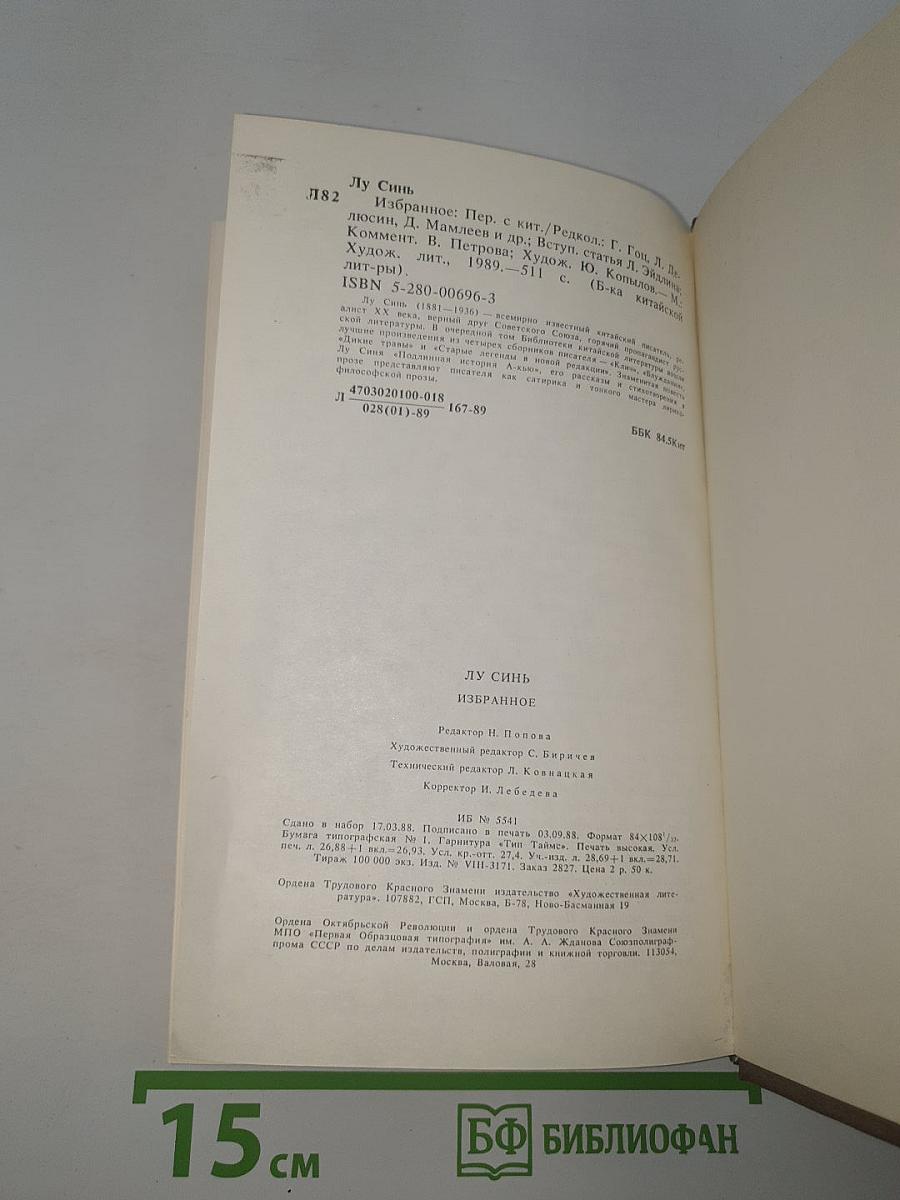 Лу Синь
Л82
Избранное: Пер. с кит./Редкол.: Г. Гоц, Л. Де-
люсин, Д. Мамлеев и др.; Вступ. статья Л. Эйдлина;
Коммент. В. Петрова; Худож. Ю. Копылов.— М.:
Худож. лит., 1989.—511 с. (Б-ка китайской
лит-ры).
ISBN 5-280-00696-3
Лу Синь (1881—1936) — всемирно известный китайский писатель, ре-
алист XX века, верный друг Советского Союза, горячий пропагандист рус-
ской литературы. В очередной том Библиотеки китайской литературы вошли
лучшие произведения из четырех сборников писателя — «Клич», «Блуждания»,
«Дикие травы» и «Старые легенды в новой редакции». Знаменитая повесть
Лу Синя «Подлинная история А-кью», его рассказы и стихотворения в
прозе представляют писателя как сатирика и тонкого мастера лирико-
философской прозы.
Л 4703020100-018
028(01)-89 167-89
ББК 84.5Кит
ЛУ СИНЬ
ИЗБРАННОЕ
Редактор Н. Попова
Художественный редактор С. Биричев
Технический редактор Л. Ковнацкая
Корректор И. Лебедева
ИБ № 5541
Сдано в набор 17.03.88. Подписано в печать 03.09.88. Формат 84×108¹/₃₂.
Бумага типографская № 1. Гарнитура «Тип Таймс». Печать высокая. Усл.
печ. л. 26,88+1 вкл.=26,93. Усл. кр.-отт. 27,4. Уч.-изд. л. 28,69+1 вкл.=28,71.
Тираж 100 000 экз. Изд. № VIII-3171. Заказ 2827. Цена 2 р. 50 к.
Ордена Трудового Красного Знамени издательство «Художественная лите-
ратура». 107882, ГСП, Москва, Б-78, Ново-Басманная 19
Ордена Октябрьской Революции и ордена Трудового Красного Знамени
МПО «Первая Образцовая типография» им. А. А. Жданова Союзполиграф-
прома СССР по делам издательств, полиграфии и книжной торговли. 113054,
Москва, Валовая, 28
15 см
БФ БИБЛИОФАН